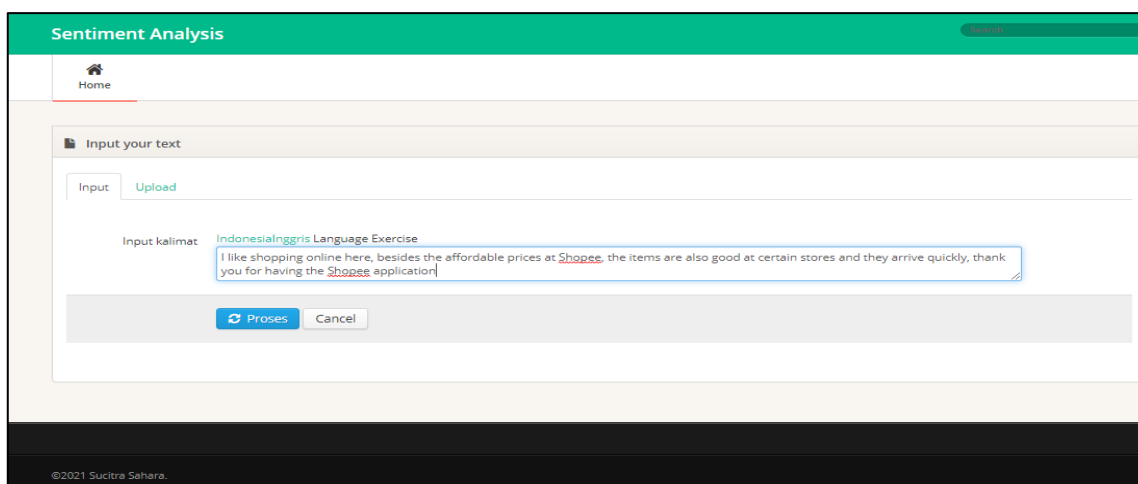 Sentiment Analysis
Search
Home
Input your text
Input Upload
Input kalimat
IndonesiaInggris Language Exercise
I like shopping online here, besides the affordable prices at Shopee, the items are also good at certain stores and they arrive quickly, thank
you for having the Shopee application
Proses Cancel
©2021 Sucitra Sahara.